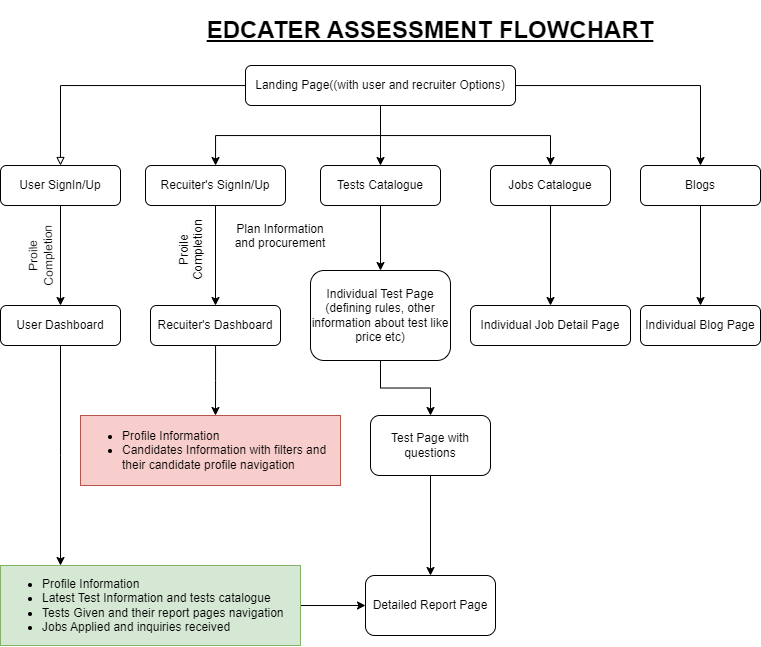 EDCATER ASSESSMENT FLOWCHART
Landing Page((with user and recruiter Options)
User SignIn/Up
Recuiter's SignIn/Up
Tests Catalogue
Jobs Catalogue
Blogs
Proile
Completion
Proile
Completion
Plan Information
and procurement
User Dashboard
Recuiter's Dashboard
Individual Test Page
(defining rules, other
information about test like
price etc)
Individual Job Detail Page
Individual Blog Page
Profile Information
Candidates Information with filters and
their candidate profile navigation
Test Page with
questions
Profile Information
Latest Test Information and tests catalogue
Tests Given and their report pages navigation
Jobs Applied and inquiries received
Detailed Report Page